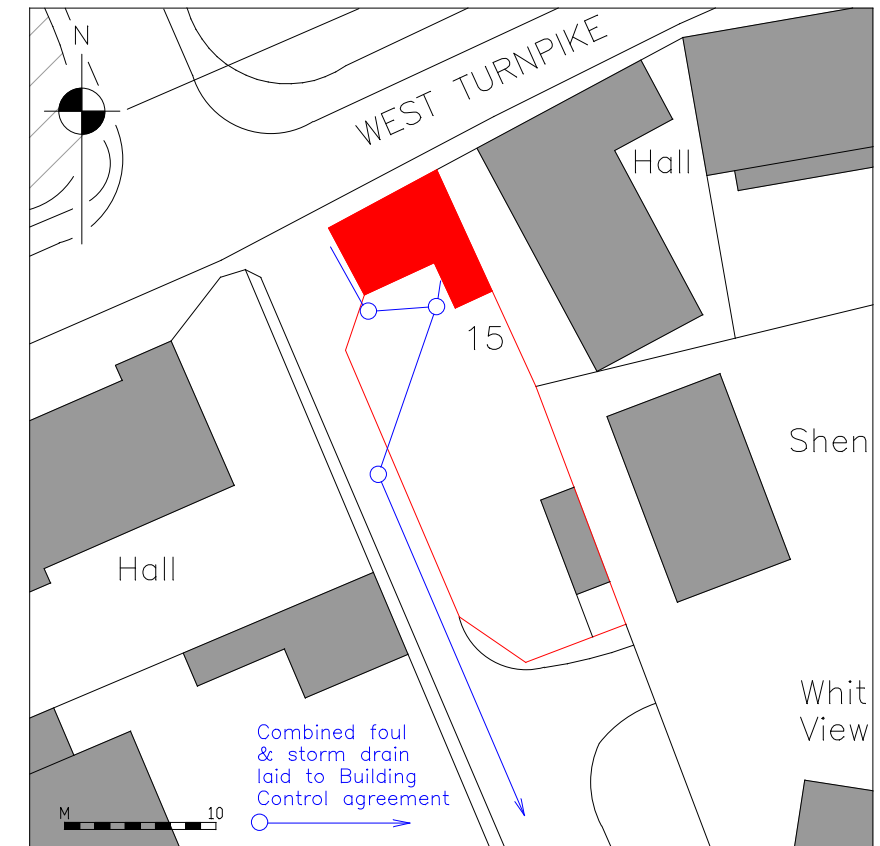 N
WEST TURNPIKE
Hall
15
Shen
Hall
Whit
View
Combined foul
& storm drain
laid to Building
Control agreement
M 10